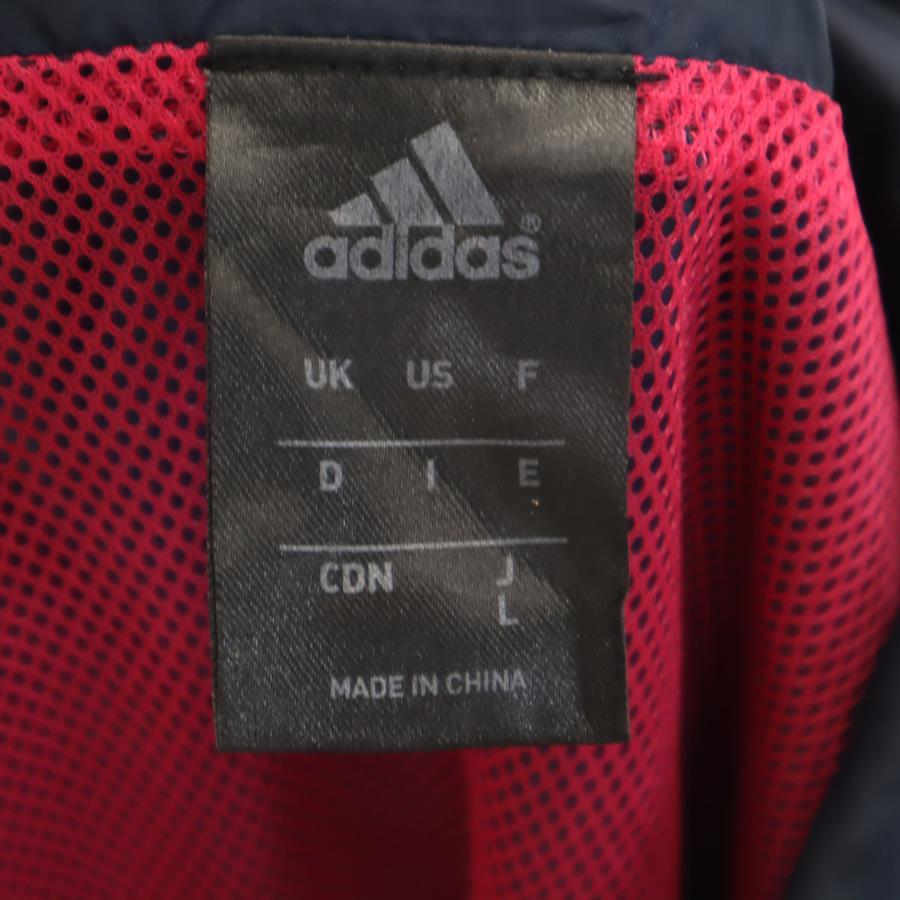 adidas®
UK US F
D I E
CDN J
L
MADE IN CHINA